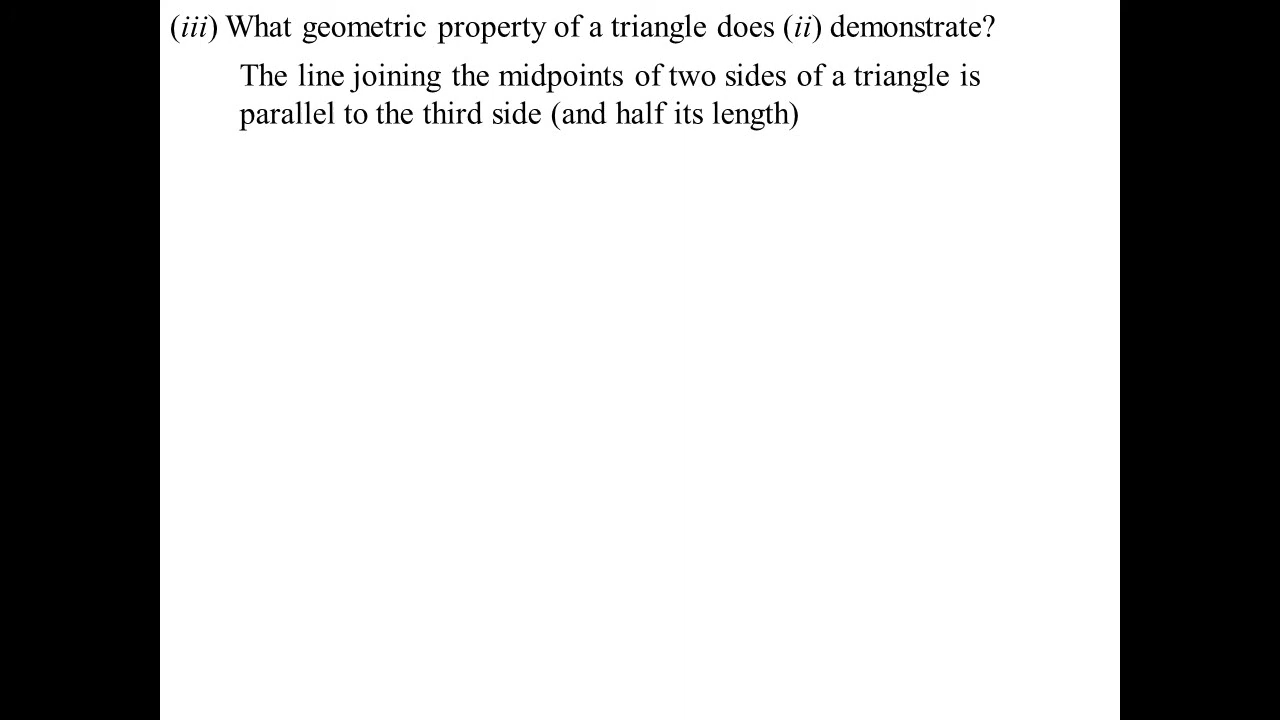 (iii) What geometric property of a triangle does (ii) demonstrate?
The line joining the midpoints of two sides of a triangle is
parallel to the third side (and half its length)